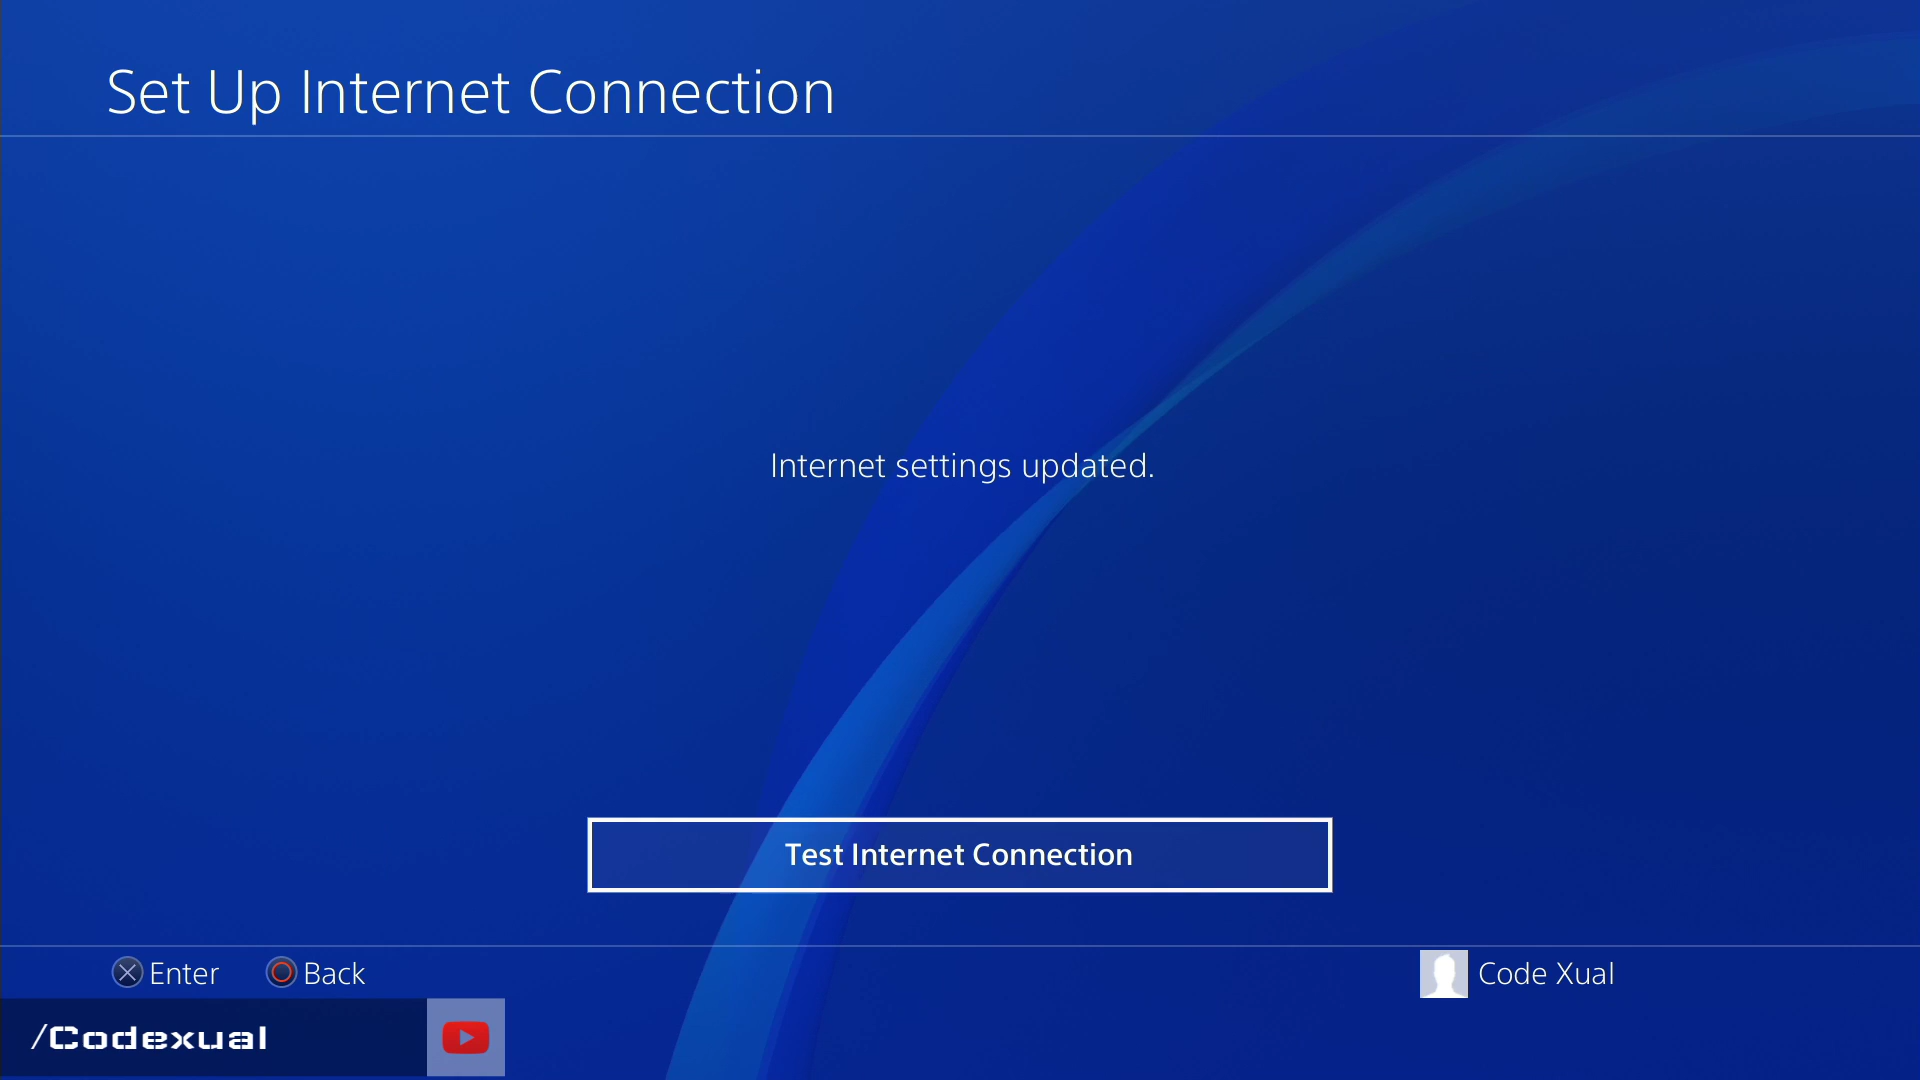 Set Up Internet Connection
Internet settings updated.
Test Internet Connection
Enter Back
Code Xual
/Codexual